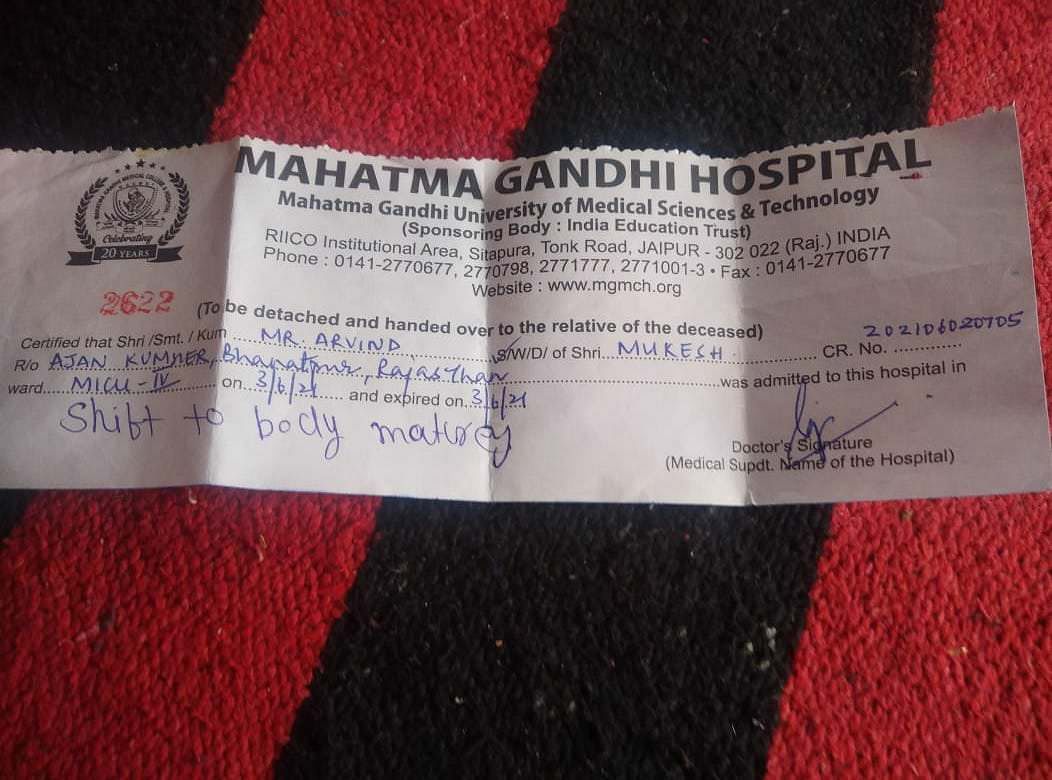 Celebrating
20 YEARS
MAHATMA GANDHI HOSPITAL
Mahatma Gandhi University of Medical Sciences & Technology
(Sponsoring Body : India Education Trust)
RIICO Institutional Area, Sitapura, Tonk Road, JAIPUR - 302 022 (Raj.) INDIA
Phone : 0141-2770677, 2770798, 2771777, 2771001-3 • Fax : 0141-2770677
Website : www.mgmch.org
2622 (To be detached and handed over to the relative of the deceased)
Certified that Shri /Smt. / Kum. MR. ARVIND S/W/D/ of Shri MUKESH CR. No. 202106020705
R/o AJAN KUMHER, Bharatpur, Rajasthan was admitted to this hospital in
ward MICU-IV on 3/6/21 and expired on 3/6/21
Shift to body
Doctor's Signature
(Medical Supdt. Name of the Hospital)